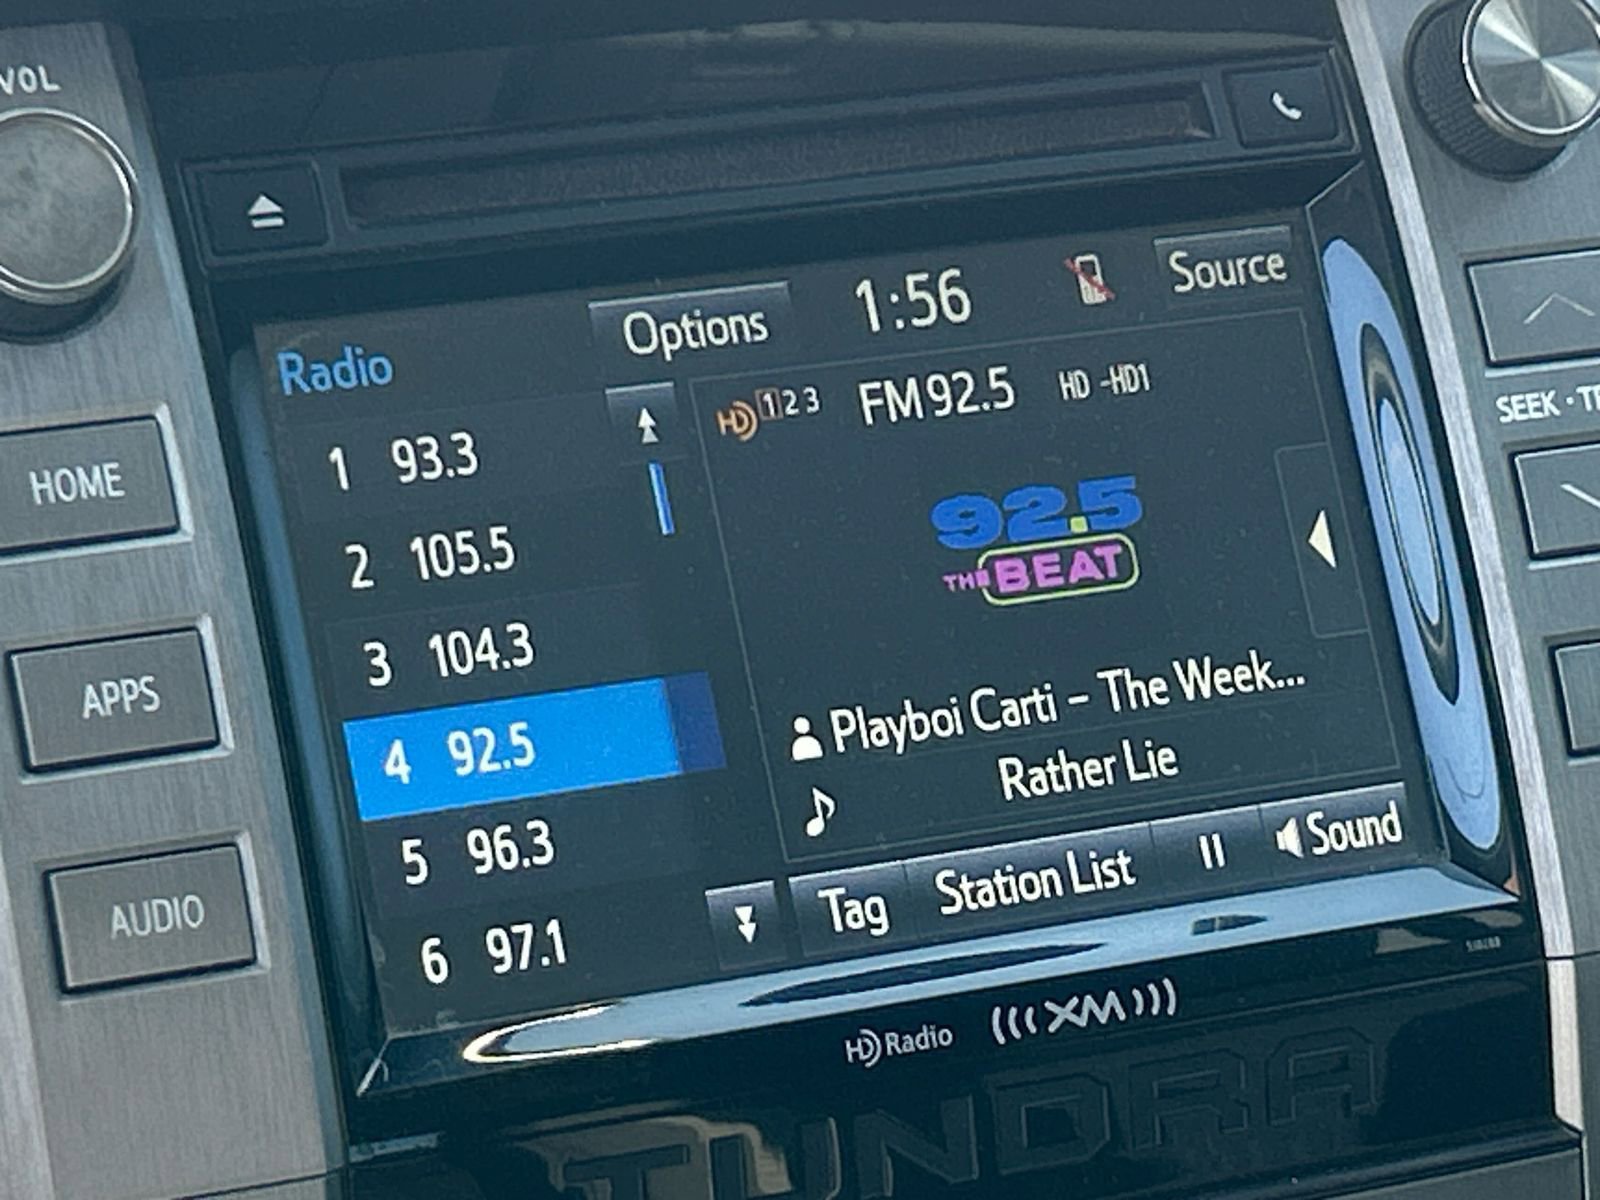 VOL
Options 1:56 Source
Radio
HD 1 2 3 FM 92.5 HD -HD1
1 93.3
2 105.5
3 104.3
4 92.5
5 96.3
6 97.1
92.5
THE BEAT
Playboi Carti – The Week...
Rather Lie
Tag Station List Sound
HOME
APPS
AUDIO
HD Radio (((XM)))
TUNDRA